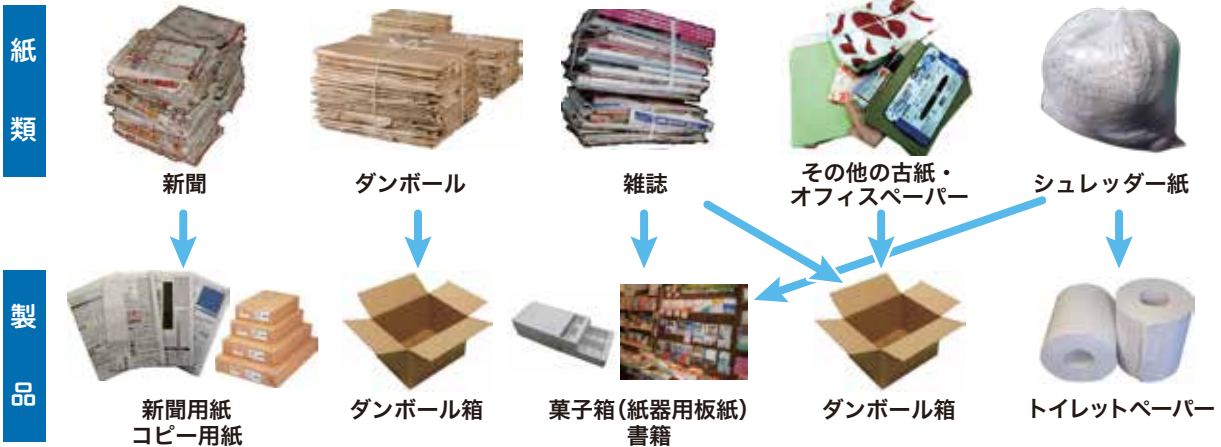 紙類
新聞
ダンボール
雑誌
その他の古紙・
オフィスペーパー
シュレッダー紙
製品
新聞用紙
コピー用紙
ダンボール箱
菓子箱(紙器用板紙)
書籍
ダンボール箱
トイレットペーパー